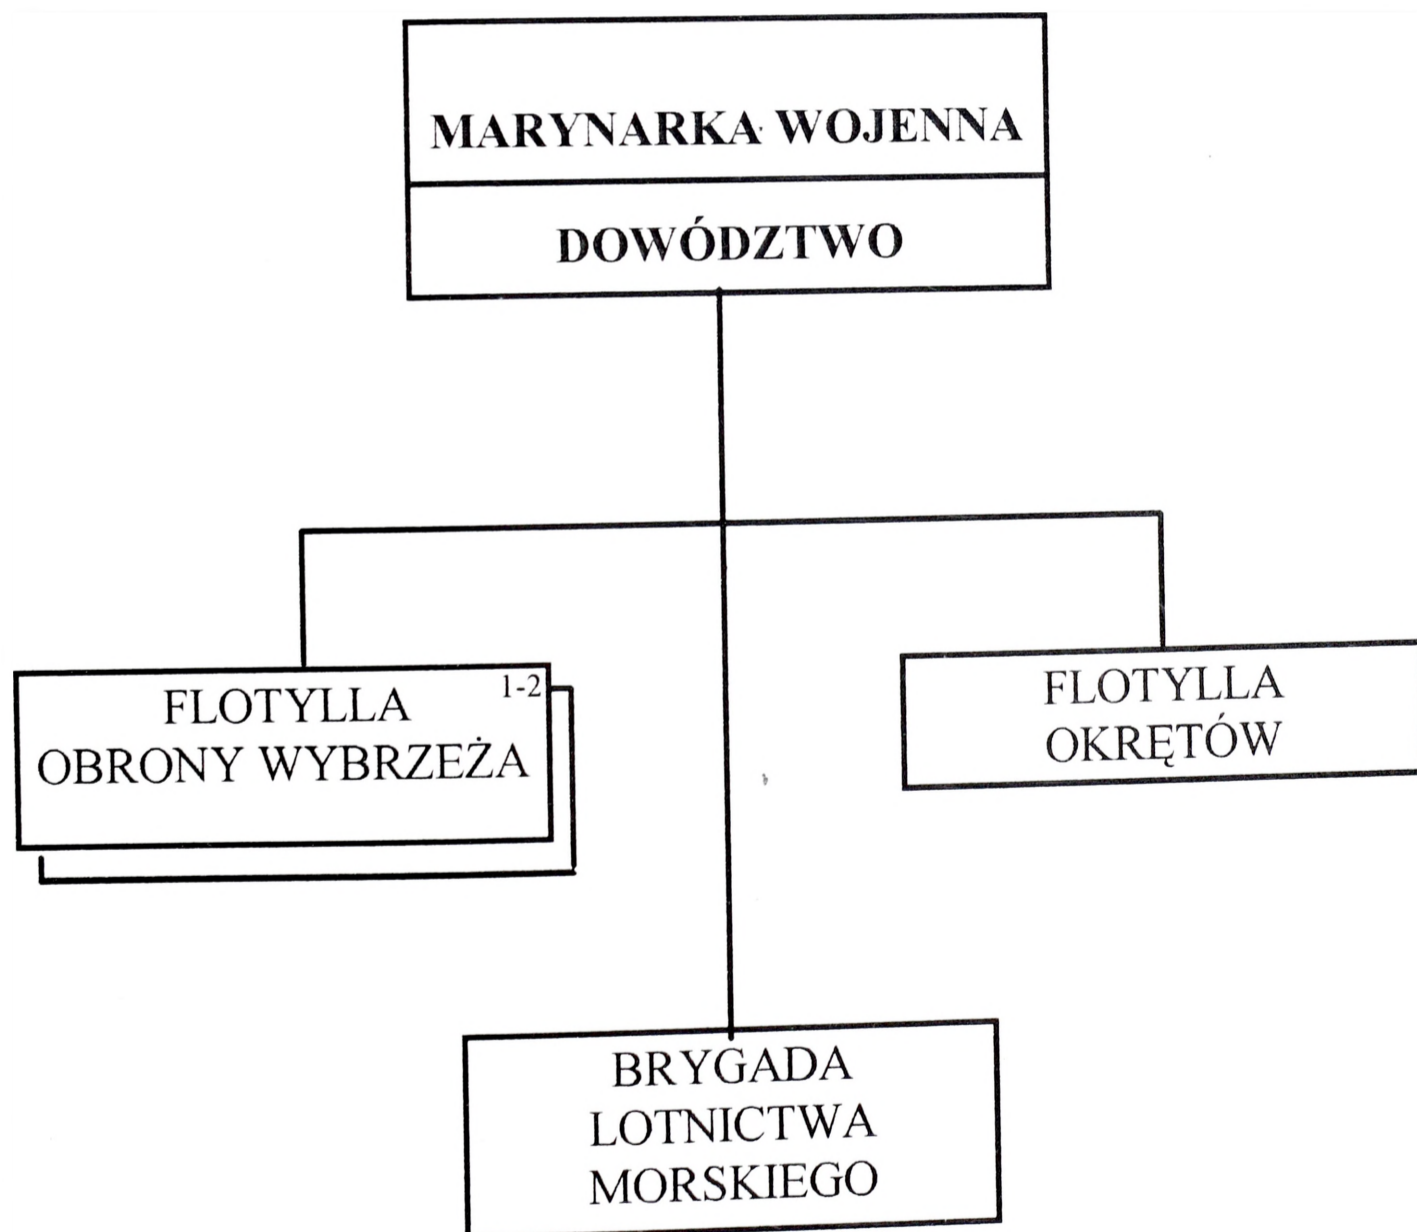 MARYNARKA WOJENNA
DOWÓDZTWO
FLOTYLLA 1-2
OBRONY WYBRZEŻA
FLOTYLLA
OKRĘTÓW
BRYGADA
LOTNICTWA
MORSKIEGO